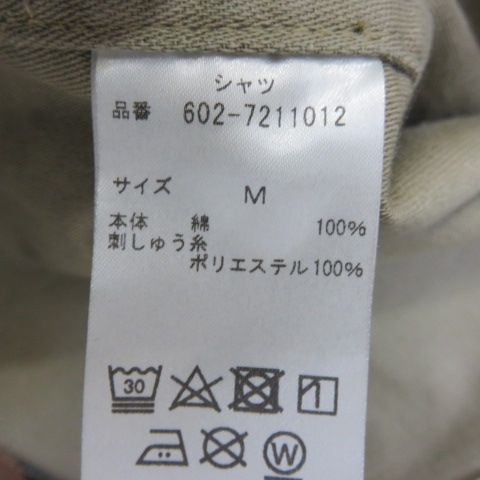 シャツ
品番 602-7211012
サイズ M
本体 綿 100%
刺しゅう糸
ポリエステル100%
30
W